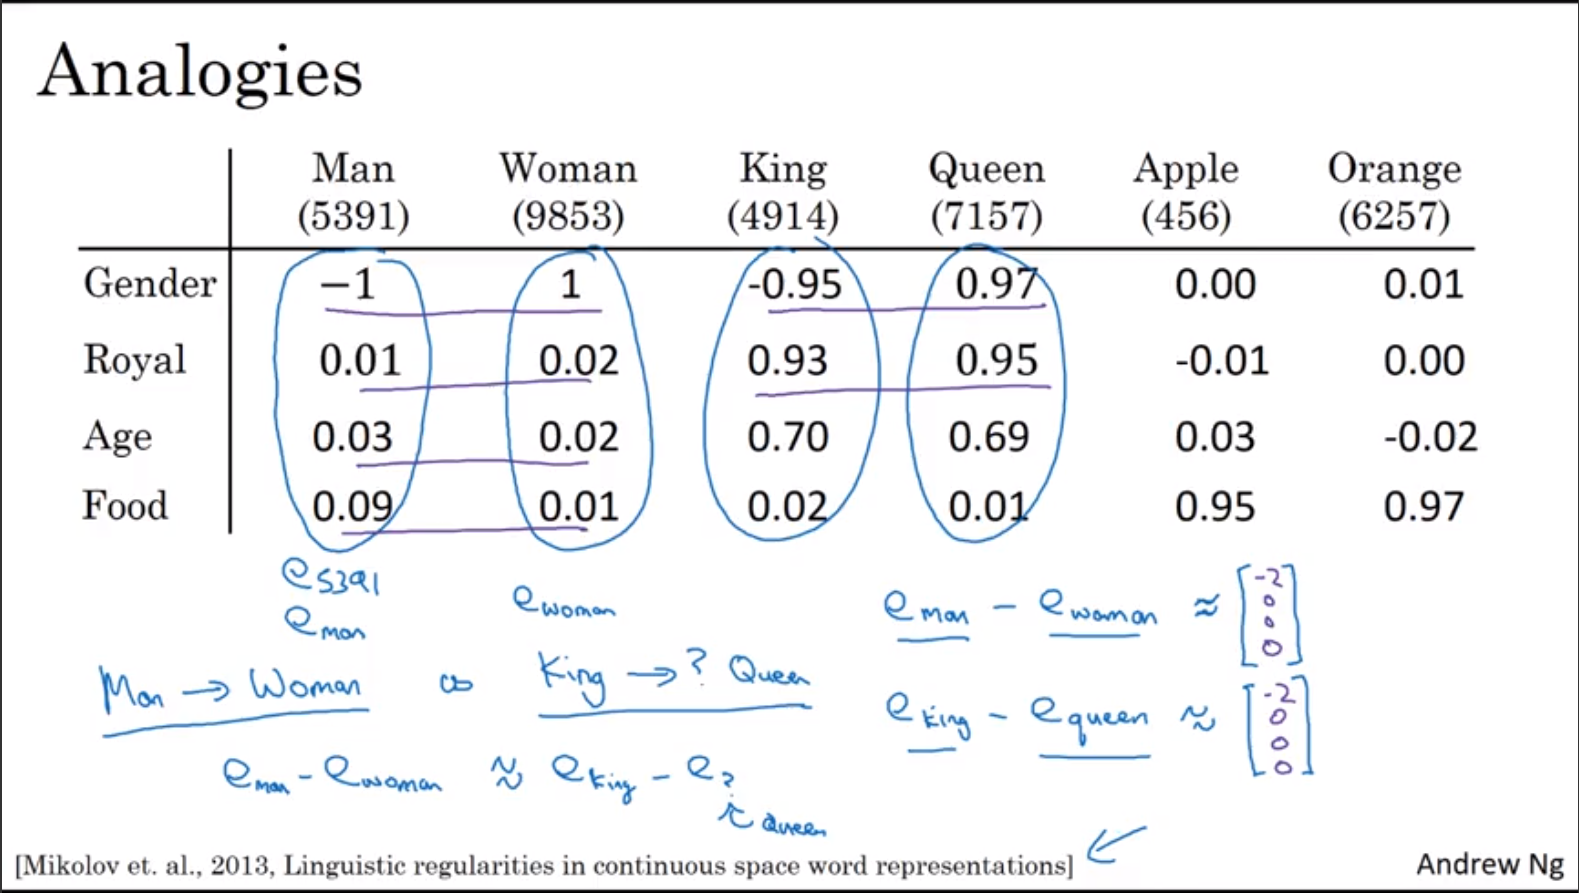 Analogies
Man Woman King Queen Apple Orange
(5391) (9853) (4914) (7157) (456) (6257)
Gender −1 1 -0.95 0.97 0.00 0.01
Royal 0.01 0.02 0.93 0.95 -0.01 0.00
Age 0.03 0.02 0.70 0.69 0.03 -0.02
Food 0.09 0.01 0.02 0.01 0.95 0.97
e5391
eman
ewoman
eman − ewoman ≈ [-2 0 0 0]
Man → Woman as King → ? Queen
eking − equeen ≈ [-2 0 0 0]
eman − ewoman ≈ eking − e?
↑ Queen
[Mikolov et. al., 2013, Linguistic regularities in continuous space word representations]
Andrew Ng